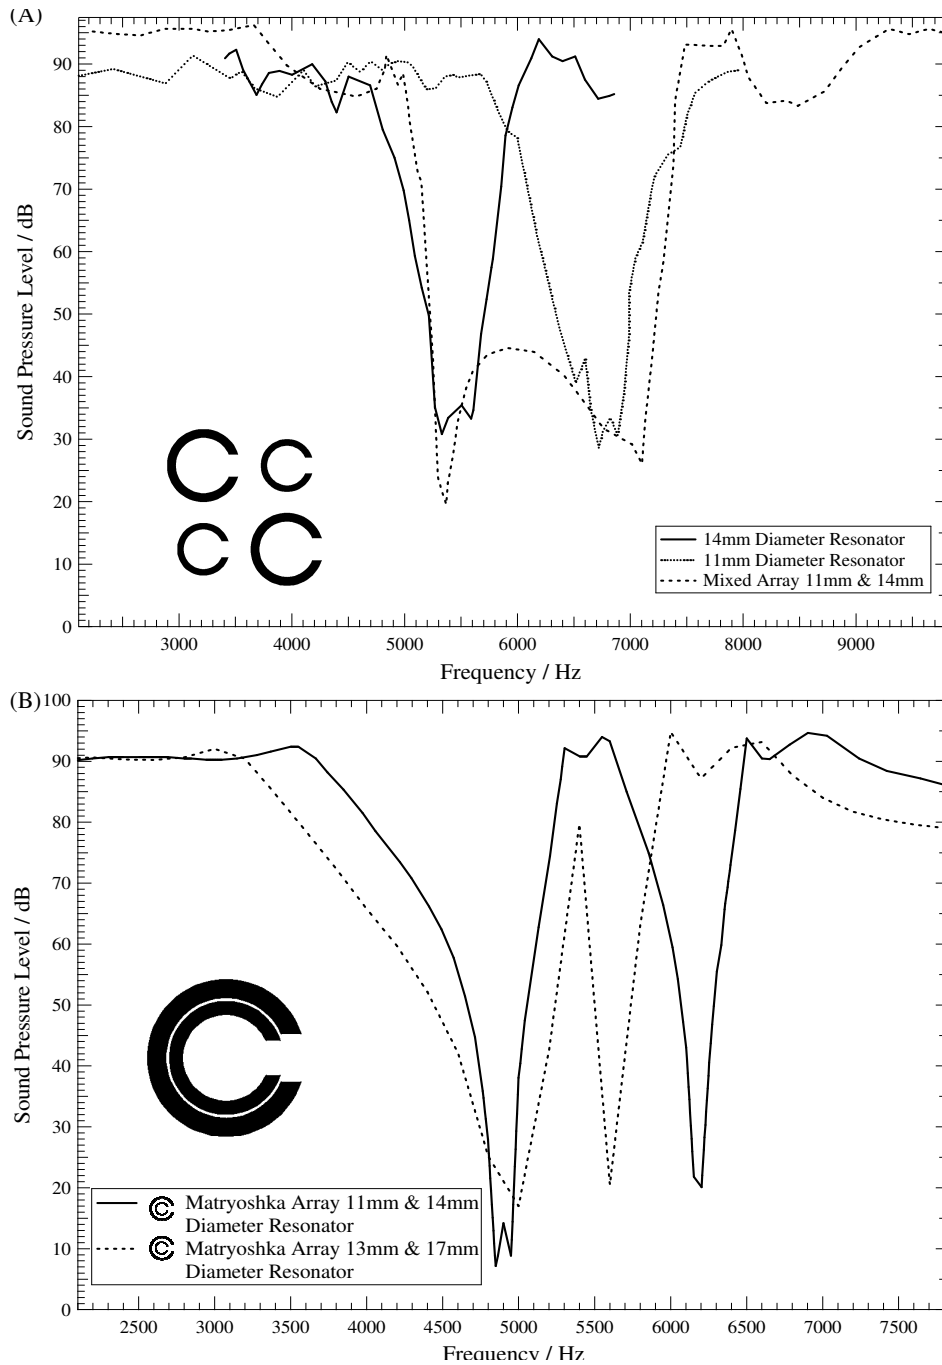 (A)
90
80
70
60
50
40
30
20
10
0
Sound Pressure Level / dB
14mm Diameter Resonator
11mm Diameter Resonator
Mixed Array 11mm & 14mm
3000 4000 5000 6000 7000 8000 9000
Frequency / Hz
(B)
100
90
80
70
60
50
40
30
20
10
0
Sound Pressure Level / dB
Matryoshka Array 11mm & 14mm
Diameter Resonator
Matryoshka Array 13mm & 17mm
Diameter Resonator
2500 3000 3500 4000 4500 5000 5500 6000 6500 7000 7500
Frequency / Hz